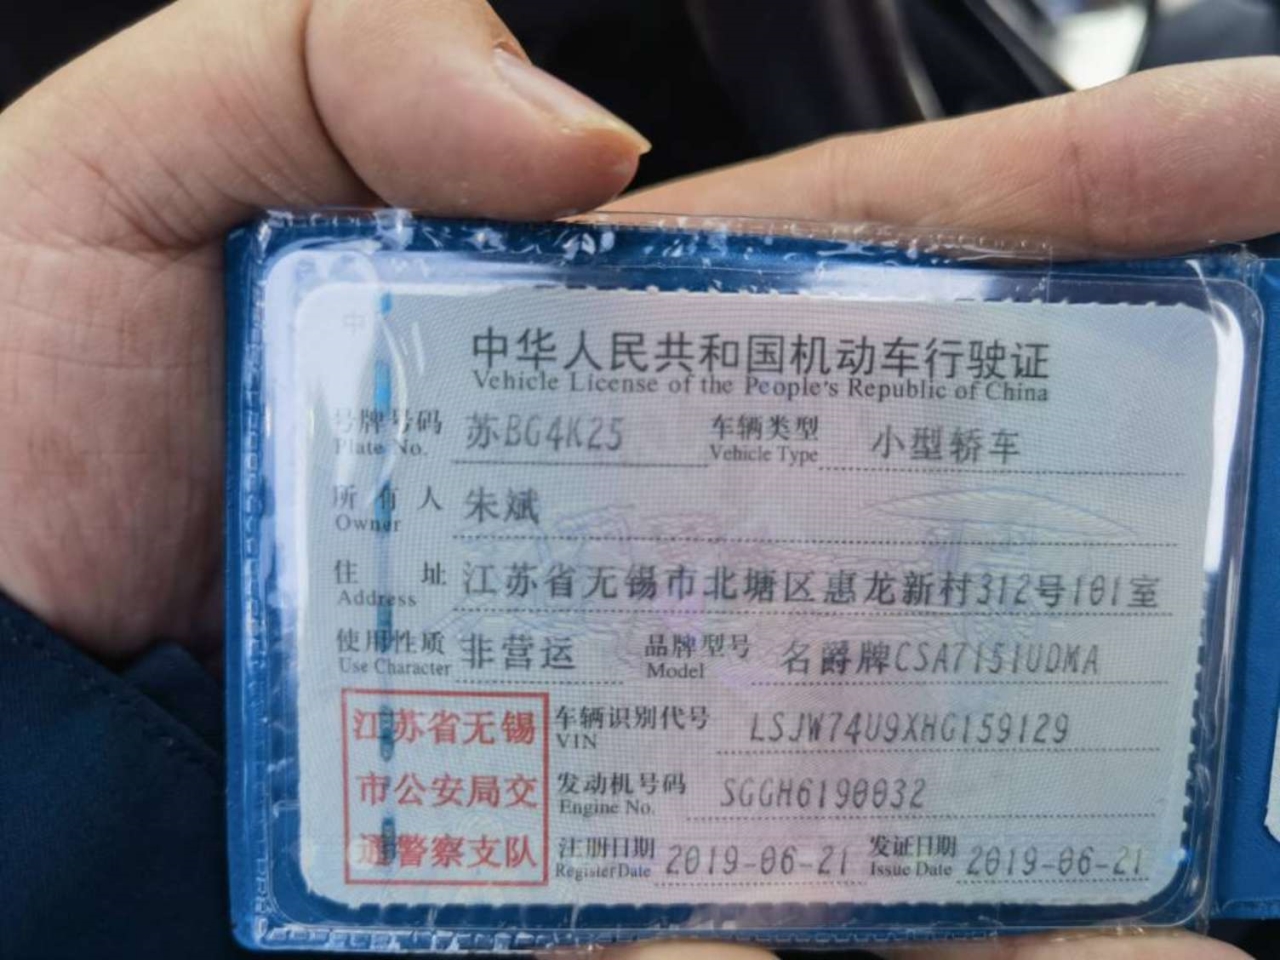 中华人民共和国机动车行驶证
Vehicle License of the People's Republic of China
号牌号码 苏BG4K25 车辆类型 小型轿车
Plate No. Vehicle Type
所有人 朱斌
Owner
住址 江苏省无锡市北塘区惠龙新村312号101室
Address
使用性质 非营运 品牌型号 名爵牌CSA7151UDMA
Use Character Model
江苏省无锡
市公安局交
通警察支队
车辆识别代号 LSJW74U9XHG159129
VIN
发动机号码 SGGH6190032
Engine No.
注册日期 2019-06-21 发证日期 2019-06-21
Register Date Issue Date